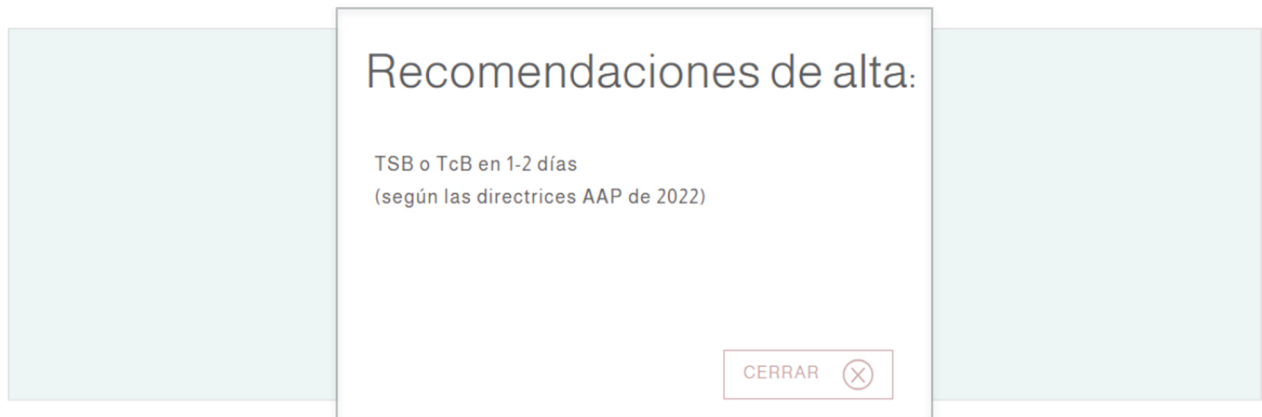 Recomendaciones de alta:
TSB o TcB en 1-2 días
(según las directrices AAP de 2022)
CERRAR